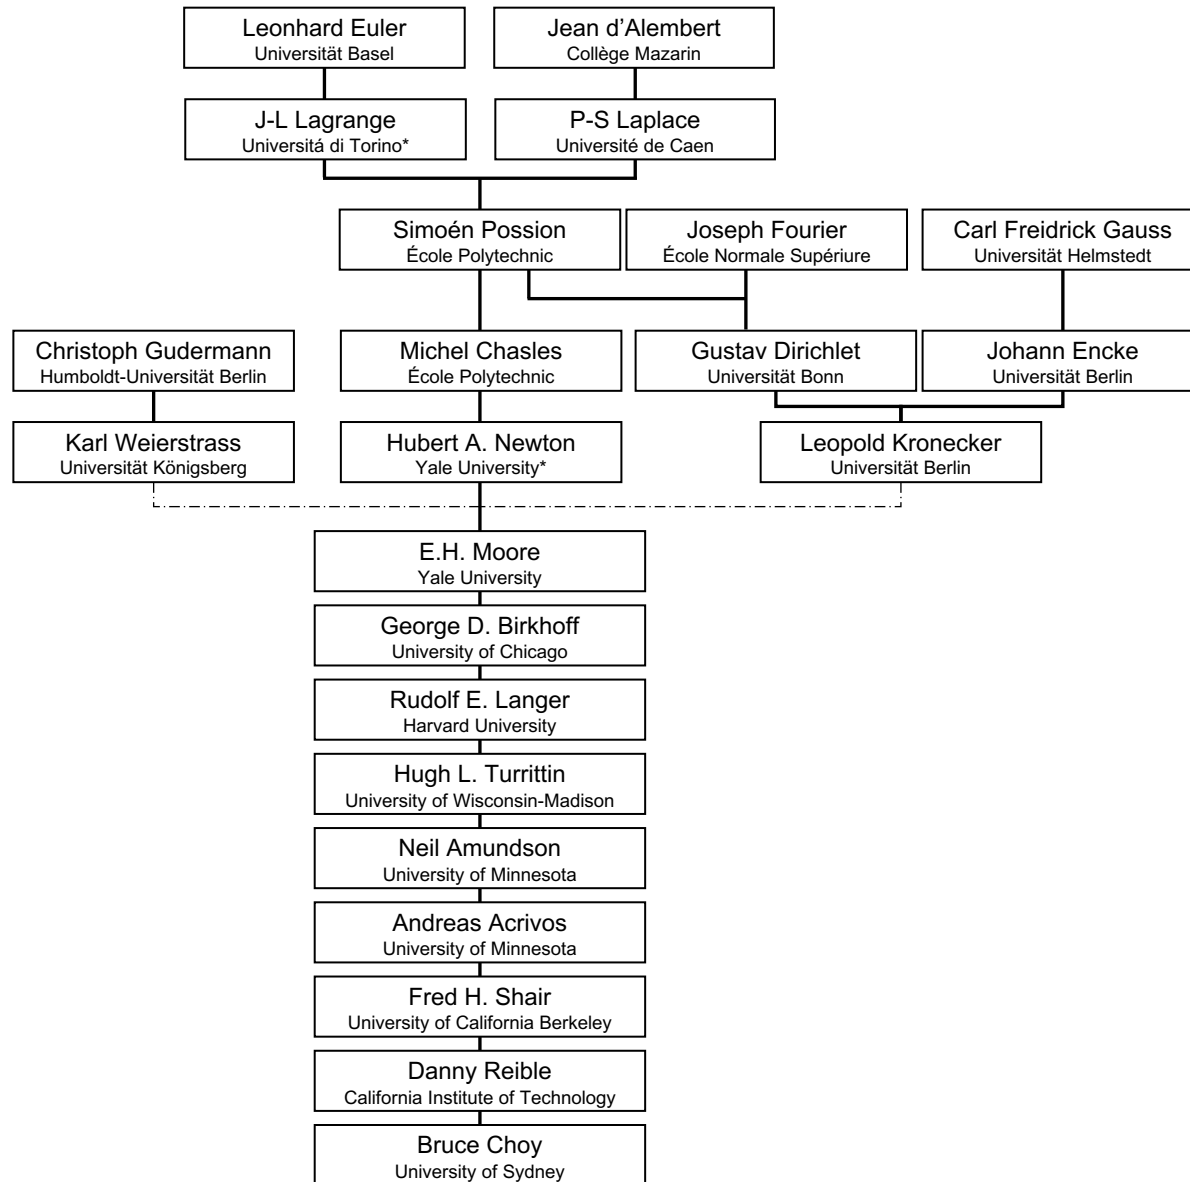 Leonhard Euler
Universität Basel
Jean d'Alembert
Collège Mazarin
J-L Lagrange
Universitá di Torino*
P-S Laplace
Université de Caen
Simoén Possion
École Polytechnic
Joseph Fourier
École Normale Supériure
Carl Freidrick Gauss
Universität Helmstedt
Christoph Gudermann
Humboldt-Universität Berlin
Michel Chasles
École Polytechnic
Gustav Dirichlet
Universität Bonn
Johann Encke
Universität Berlin
Karl Weierstrass
Universität Königsberg
Hubert A. Newton
Yale University*
Leopold Kronecker
Universität Berlin
E.H. Moore
Yale University
George D. Birkhoff
University of Chicago
Rudolf E. Langer
Harvard University
Hugh L. Turrittin
University of Wisconsin-Madison
Neil Amundson
University of Minnesota
Andreas Acrivos
University of Minnesota
Fred H. Shair
University of California Berkeley
Danny Reible
California Institute of Technology
Bruce Choy
University of Sydney